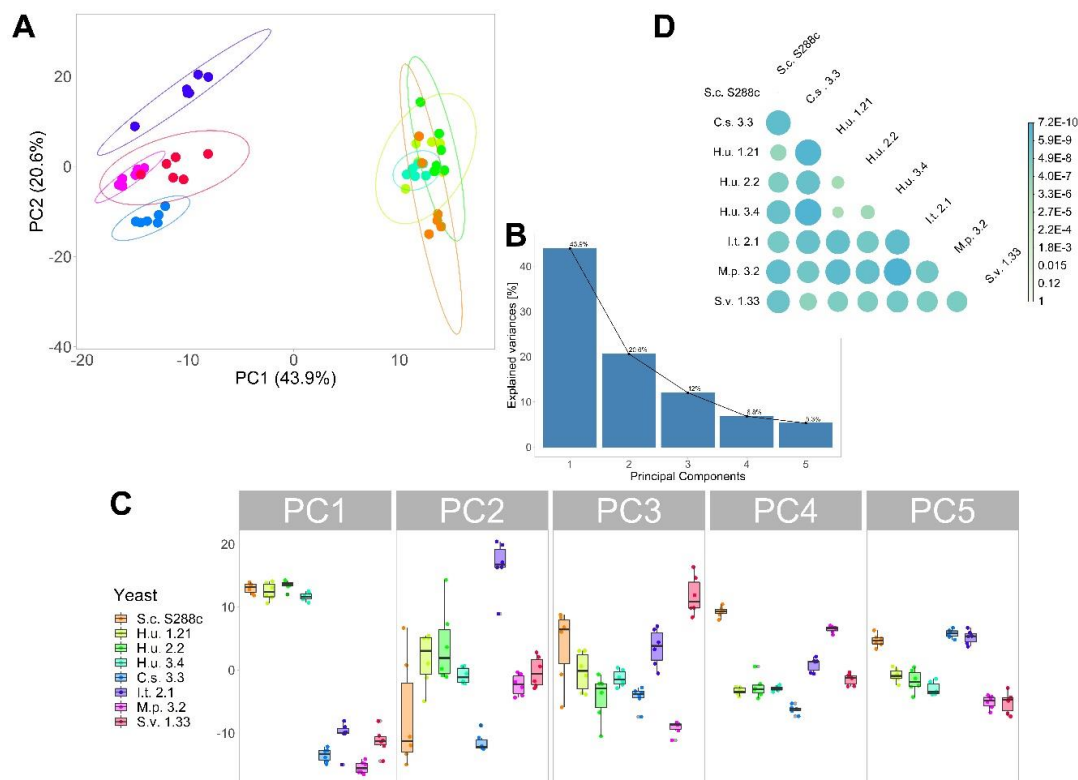 A
PC2 (20.6%)
20
0
-20
-40
-20
-10
0
10
PC1 (43.9%)
B
Explained variances [%]
40
30
20
10
0
43.9%
20.6%
12%
1
2
3
4
5
Principal Components
D
S.c. S288c
C.s . 3.3
H.u. 1.21
H.u. 2.2
H.u. 3.4
I.t. 2.1
M.p. 3.2
S.v. 1.33
S.c. S288c
C.s. 3.3
H.u. 1.21
H.u. 2.2
H.u. 3.4
I.t. 2.1
M.p. 3.2
S.v. 1.33
7.2E-10
5.9E-9
4.9E-8
4.0E-7
3.3E-6
2.7E-5
2.2E-4
1.8E-3
0.015
0.12
1
C
PC1
PC2
PC3
PC4
PC5
20
10
0
-10
Yeast
S.c. S288c
H.u. 1.21
H.u. 2.2
H.u. 3.4
C.s. 3.3
I.t. 2.1
M.p. 3.2
S.v. 1.33